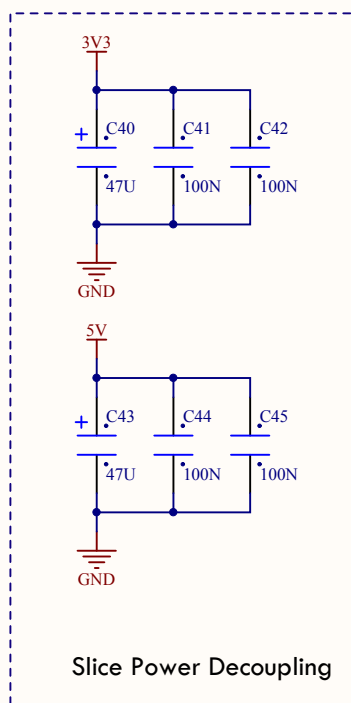 3V3
+ C40 C41 C42
47U 100N 100N
GND
5V
+ C43 C44 C45
47U 100N 100N
GND
Slice Power Decoupling